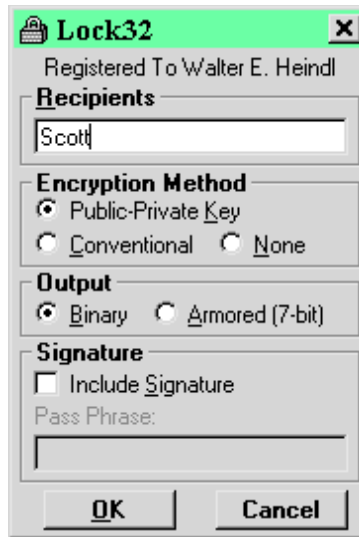 Lock32
Registered To Walter E. Heindl
Recipients
Scott
Encryption Method
Public-Private Key
Conventional None
Output
Binary Armored (7-bit)
Signature
Include Signature
Pass Phrase:
OK Cancel